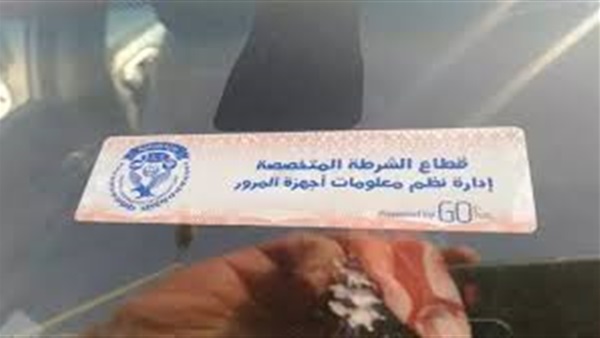 قطاع الشرطة المتخصصة
إدارة نظم معلومات أجهزة المرور
Powered by GO